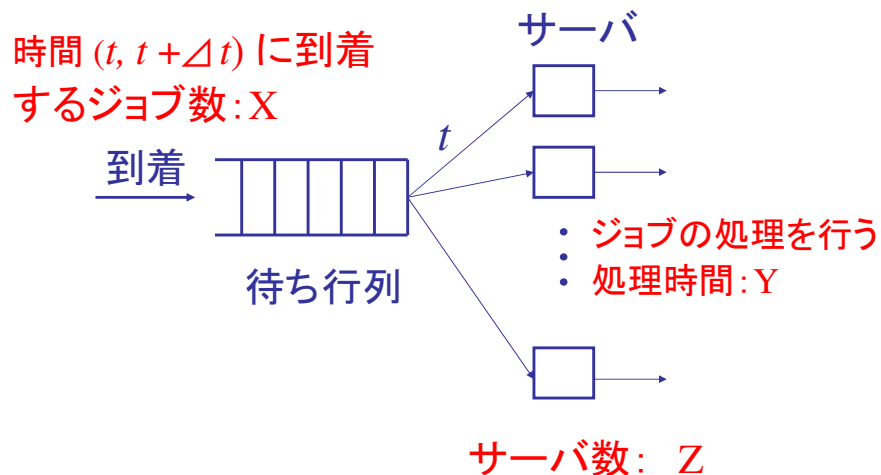 サーバ
時間 (t, t +⊿ t) に到着
するジョブ数：X
t
到着
待ち行列
・ ジョブの処理を行う
・
・ 処理時間：Y
サーバ数： Z